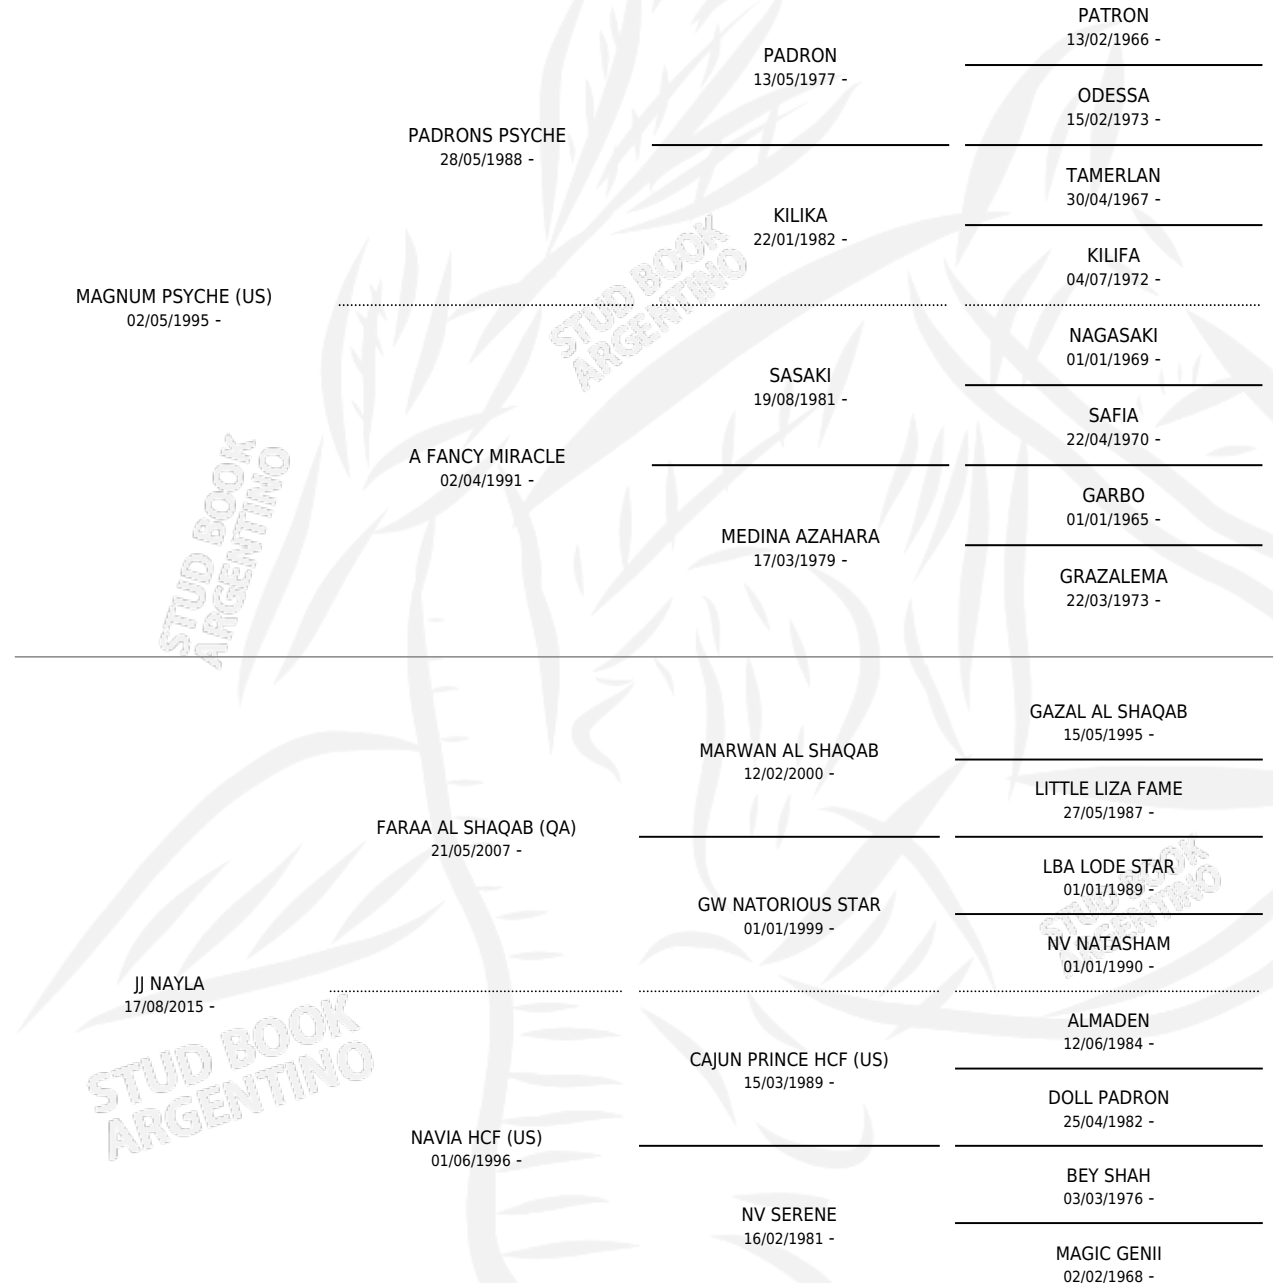 PATRON
13/02/1966 -
PADRON
13/05/1977 -
ODESSA
15/02/1973 -
PADRONS PSYCHE
28/05/1988 -
TAMERLAN
30/04/1967 -
KILIKA
22/01/1982 -
KILIFA
04/07/1972 -
MAGNUM PSYCHE (US)
02/05/1995 -
NAGASAKI
01/01/1969 -
SASAKI
19/08/1981 -
SAFIA
22/04/1970 -
A FANCY MIRACLE
02/04/1991 -
GARBO
01/01/1965 -
MEDINA AZAHARA
17/03/1979 -
GRAZALEMA
22/03/1973 -
STUD BOOK
ARGENTINO
STUD BOOK
ARGENTINO
GAZAL AL SHAQAB
15/05/1995 -
MARWAN AL SHAQAB
12/02/2000 -
LITTLE LIZA FAME
27/05/1987 -
FARAA AL SHAQAB (QA)
21/05/2007 -
LBA LODE STAR
01/01/1989 -
GW NATORIOUS STAR
01/01/1999 -
NV NATASHAM
01/01/1990 -
JJ NAYLA
17/08/2015 -
ALMADEN
12/06/1984 -
CAJUN PRINCE HCF (US)
15/03/1989 -
DOLL PADRON
25/04/1982 -
NAVIA HCF (US)
01/06/1996 -
BEY SHAH
03/03/1976 -
NV SERENE
16/02/1981 -
MAGIC GENII
02/02/1968 -
STUD BOOK
ARGENTINO
STUD BOOK
ARGENTINO